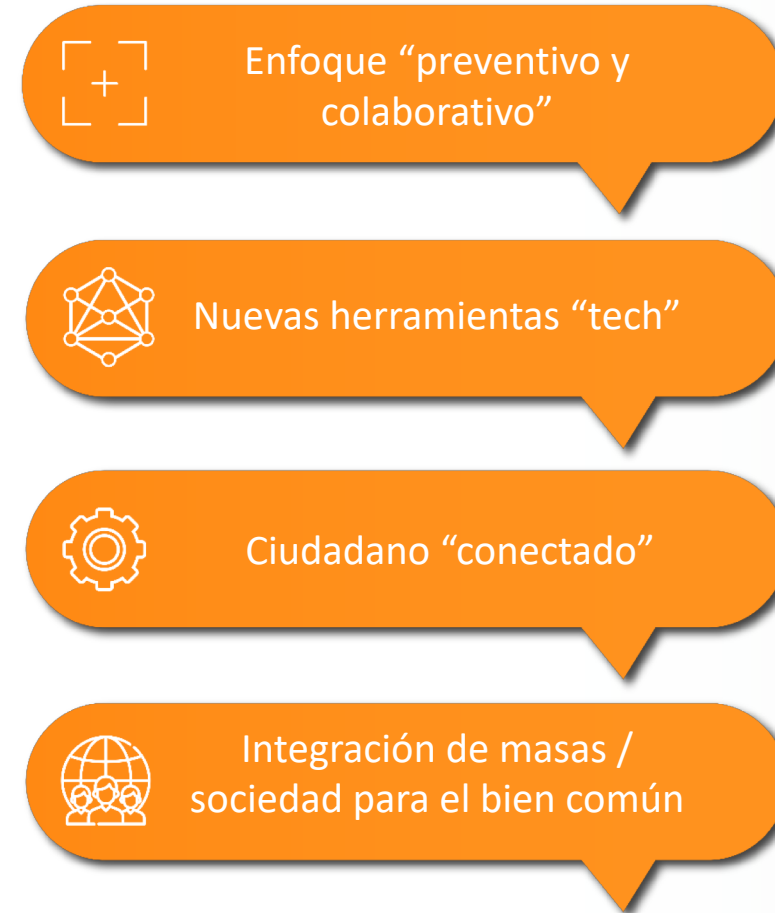 Enfoque “preventivo y
colaborativo”
Nuevas herramientas “tech”
Ciudadano “conectado”
Integración de masas /
sociedad para el bien común